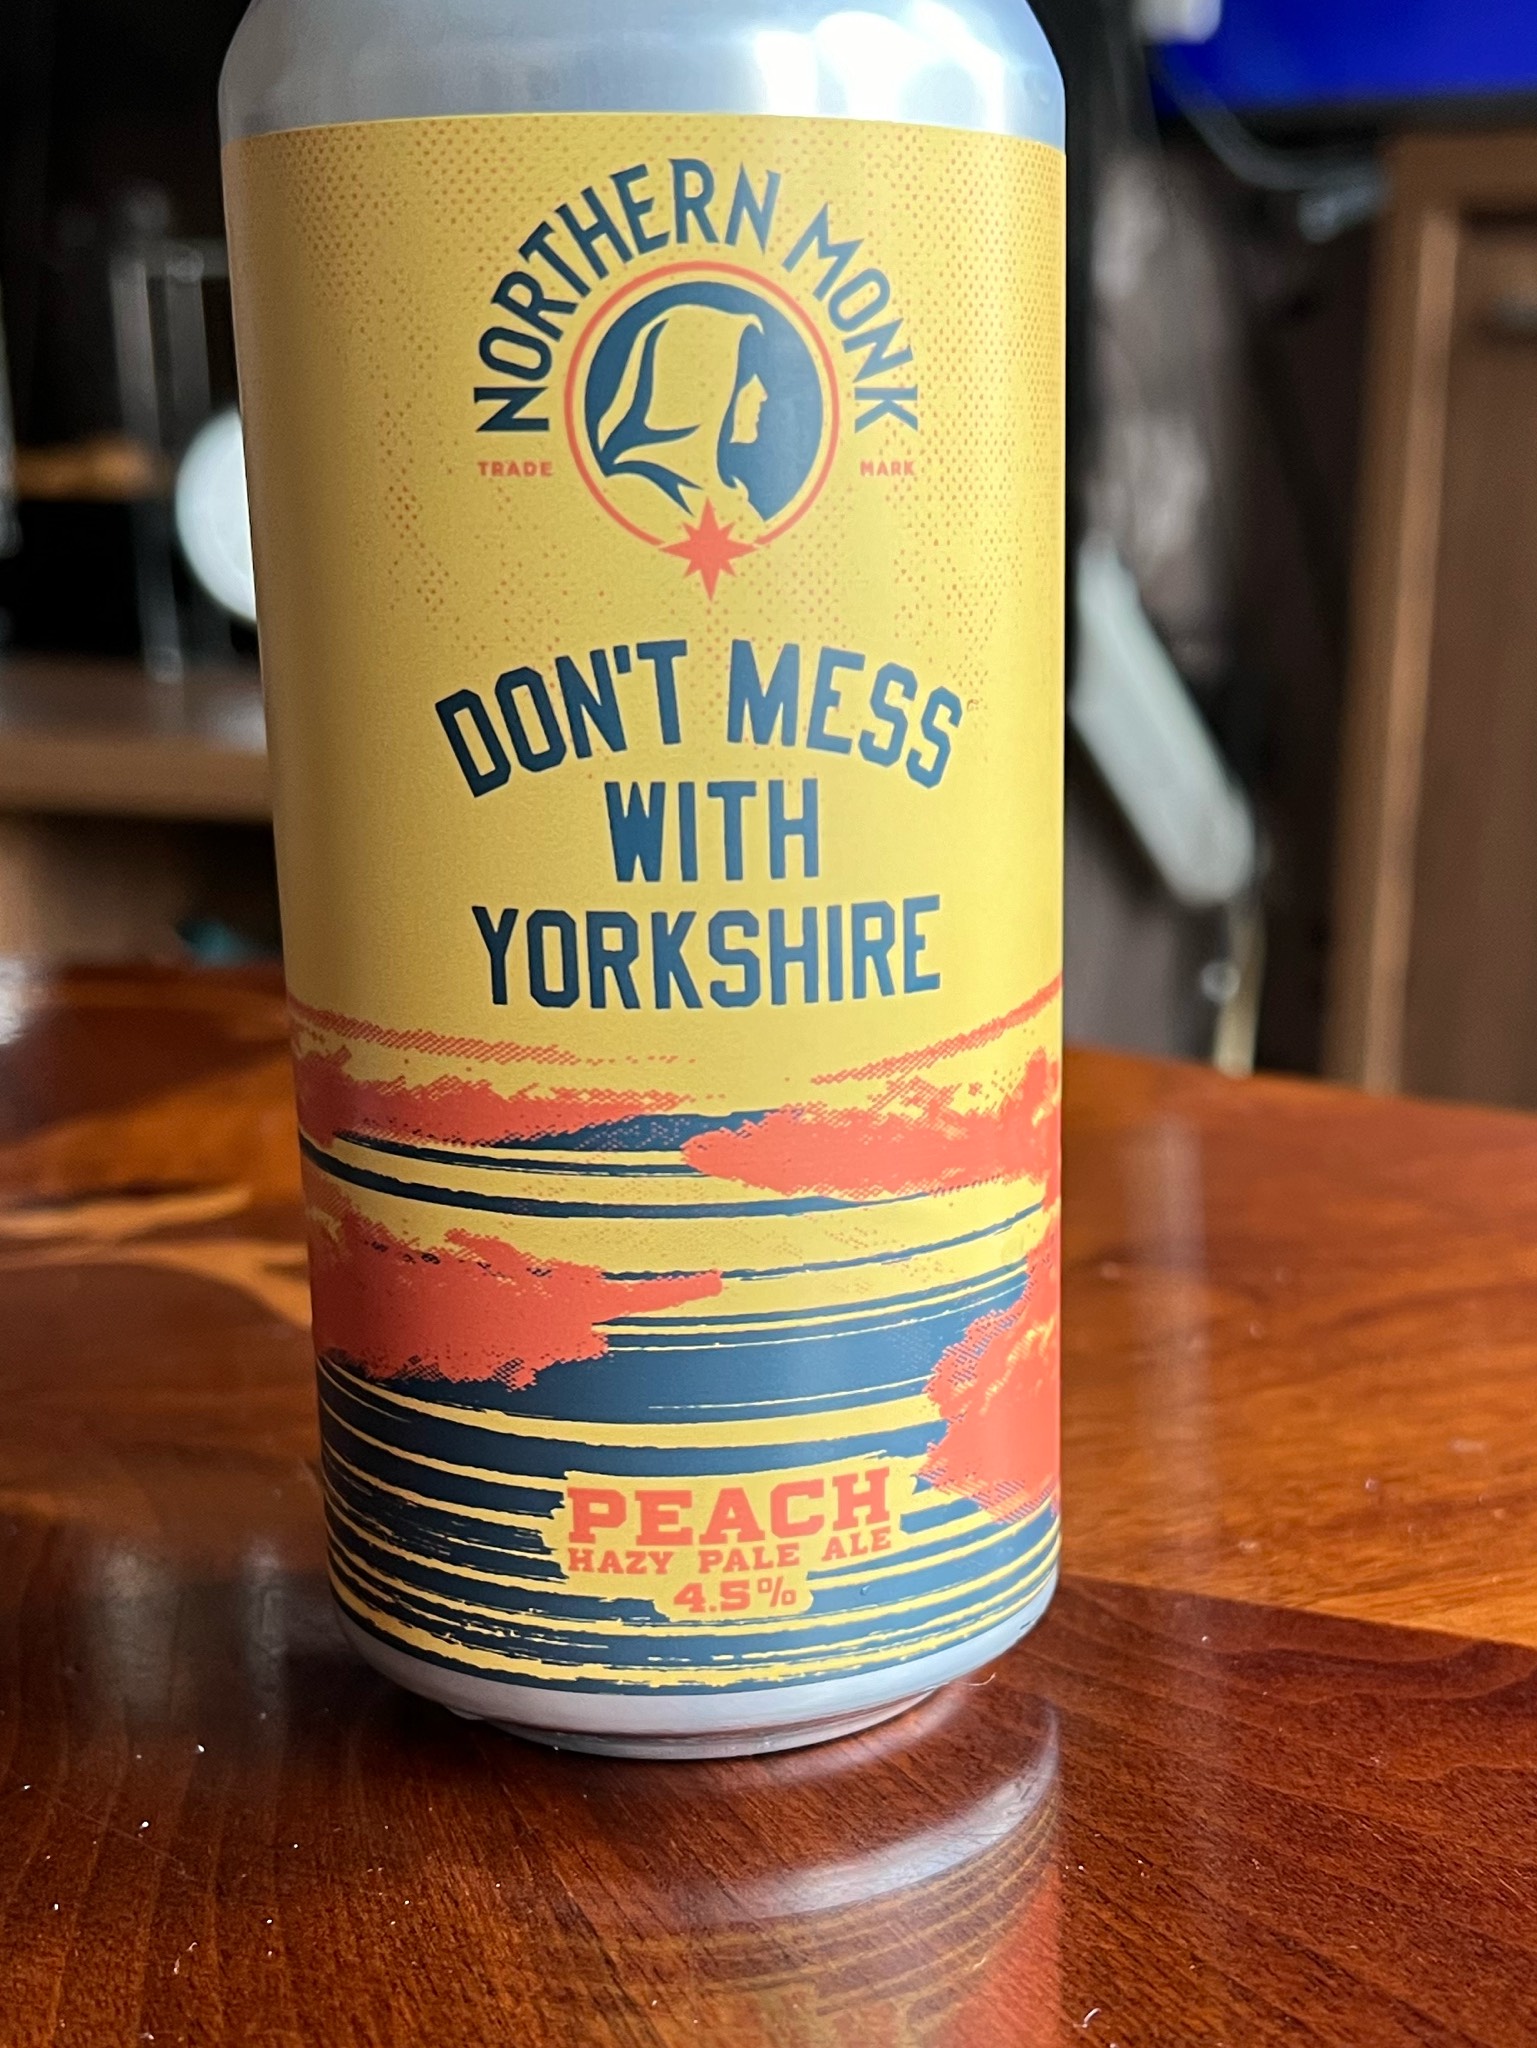 NORTHERN MONK
TRADE MARK
DON'T MESS
WITH
YORKSHIRE
PEACH
HAZY PALE ALE
4.5%